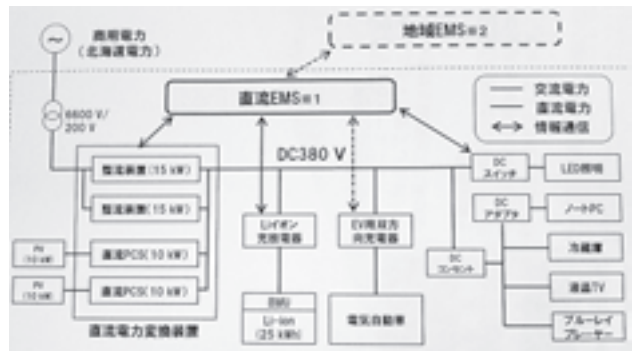 商用電力
(北海道電力)
地域EMS※2
直流EMS※1
交流電力
直流電力
情報通信
6600 V/
200 V
DC380 V
整流装置(15 kW)
整流装置(15 kW)
直流PCS(10 kW)
直流PCS(10 kW)
PV
(10 kW)
PV
(10 kW)
直流電力変換装置
Liイオン
充放電器
BMU
Li-ion
(25 kWh)
EV用双方
向充電器
電気自動車
DC
スイッチ
LED照明
DC
アダプタ
ノートPC
DC
コンセント
冷蔵庫
液晶TV
ブルーレイ
プレーヤー